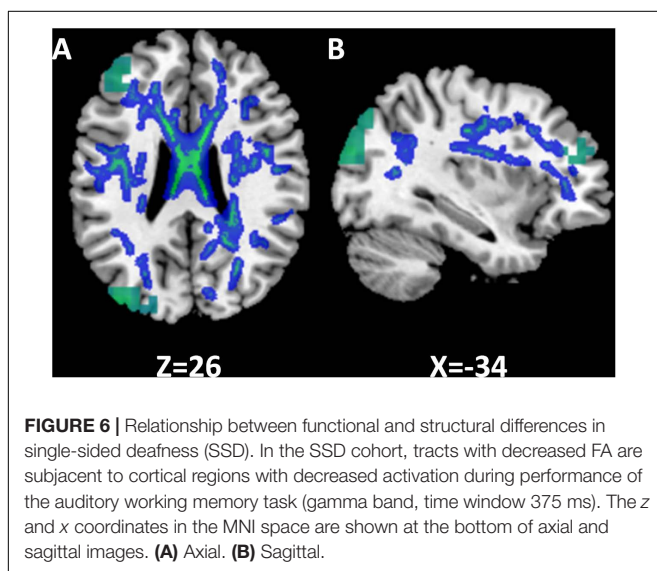 A B
Z=26 X=-34
FIGURE 6 | Relationship between functional and structural differences in
single-sided deafness (SSD). In the SSD cohort, tracts with decreased FA are
subjacent to cortical regions with decreased activation during performance of
the auditory working memory task (gamma band, time window 375 ms). The z
and x coordinates in the MNI space are shown at the bottom of axial and
sagittal images. (A) Axial. (B) Sagittal.